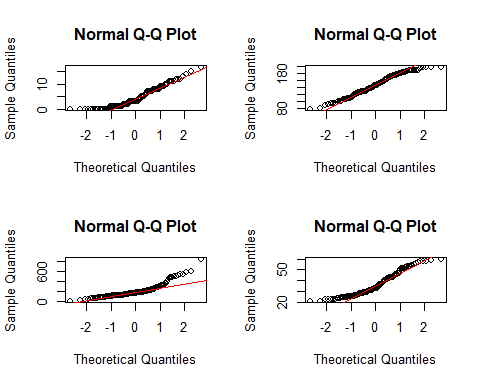 Normal Q-Q Plot
Sample Quantiles
0 10
-2 -1 0 1 2
Theoretical Quantiles
Normal Q-Q Plot
Sample Quantiles
80 180
-2 -1 0 1 2
Theoretical Quantiles
Normal Q-Q Plot
Sample Quantiles
0 600
-2 -1 0 1 2
Theoretical Quantiles
Normal Q-Q Plot
Sample Quantiles
20 50
-2 -1 0 1 2
Theoretical Quantiles